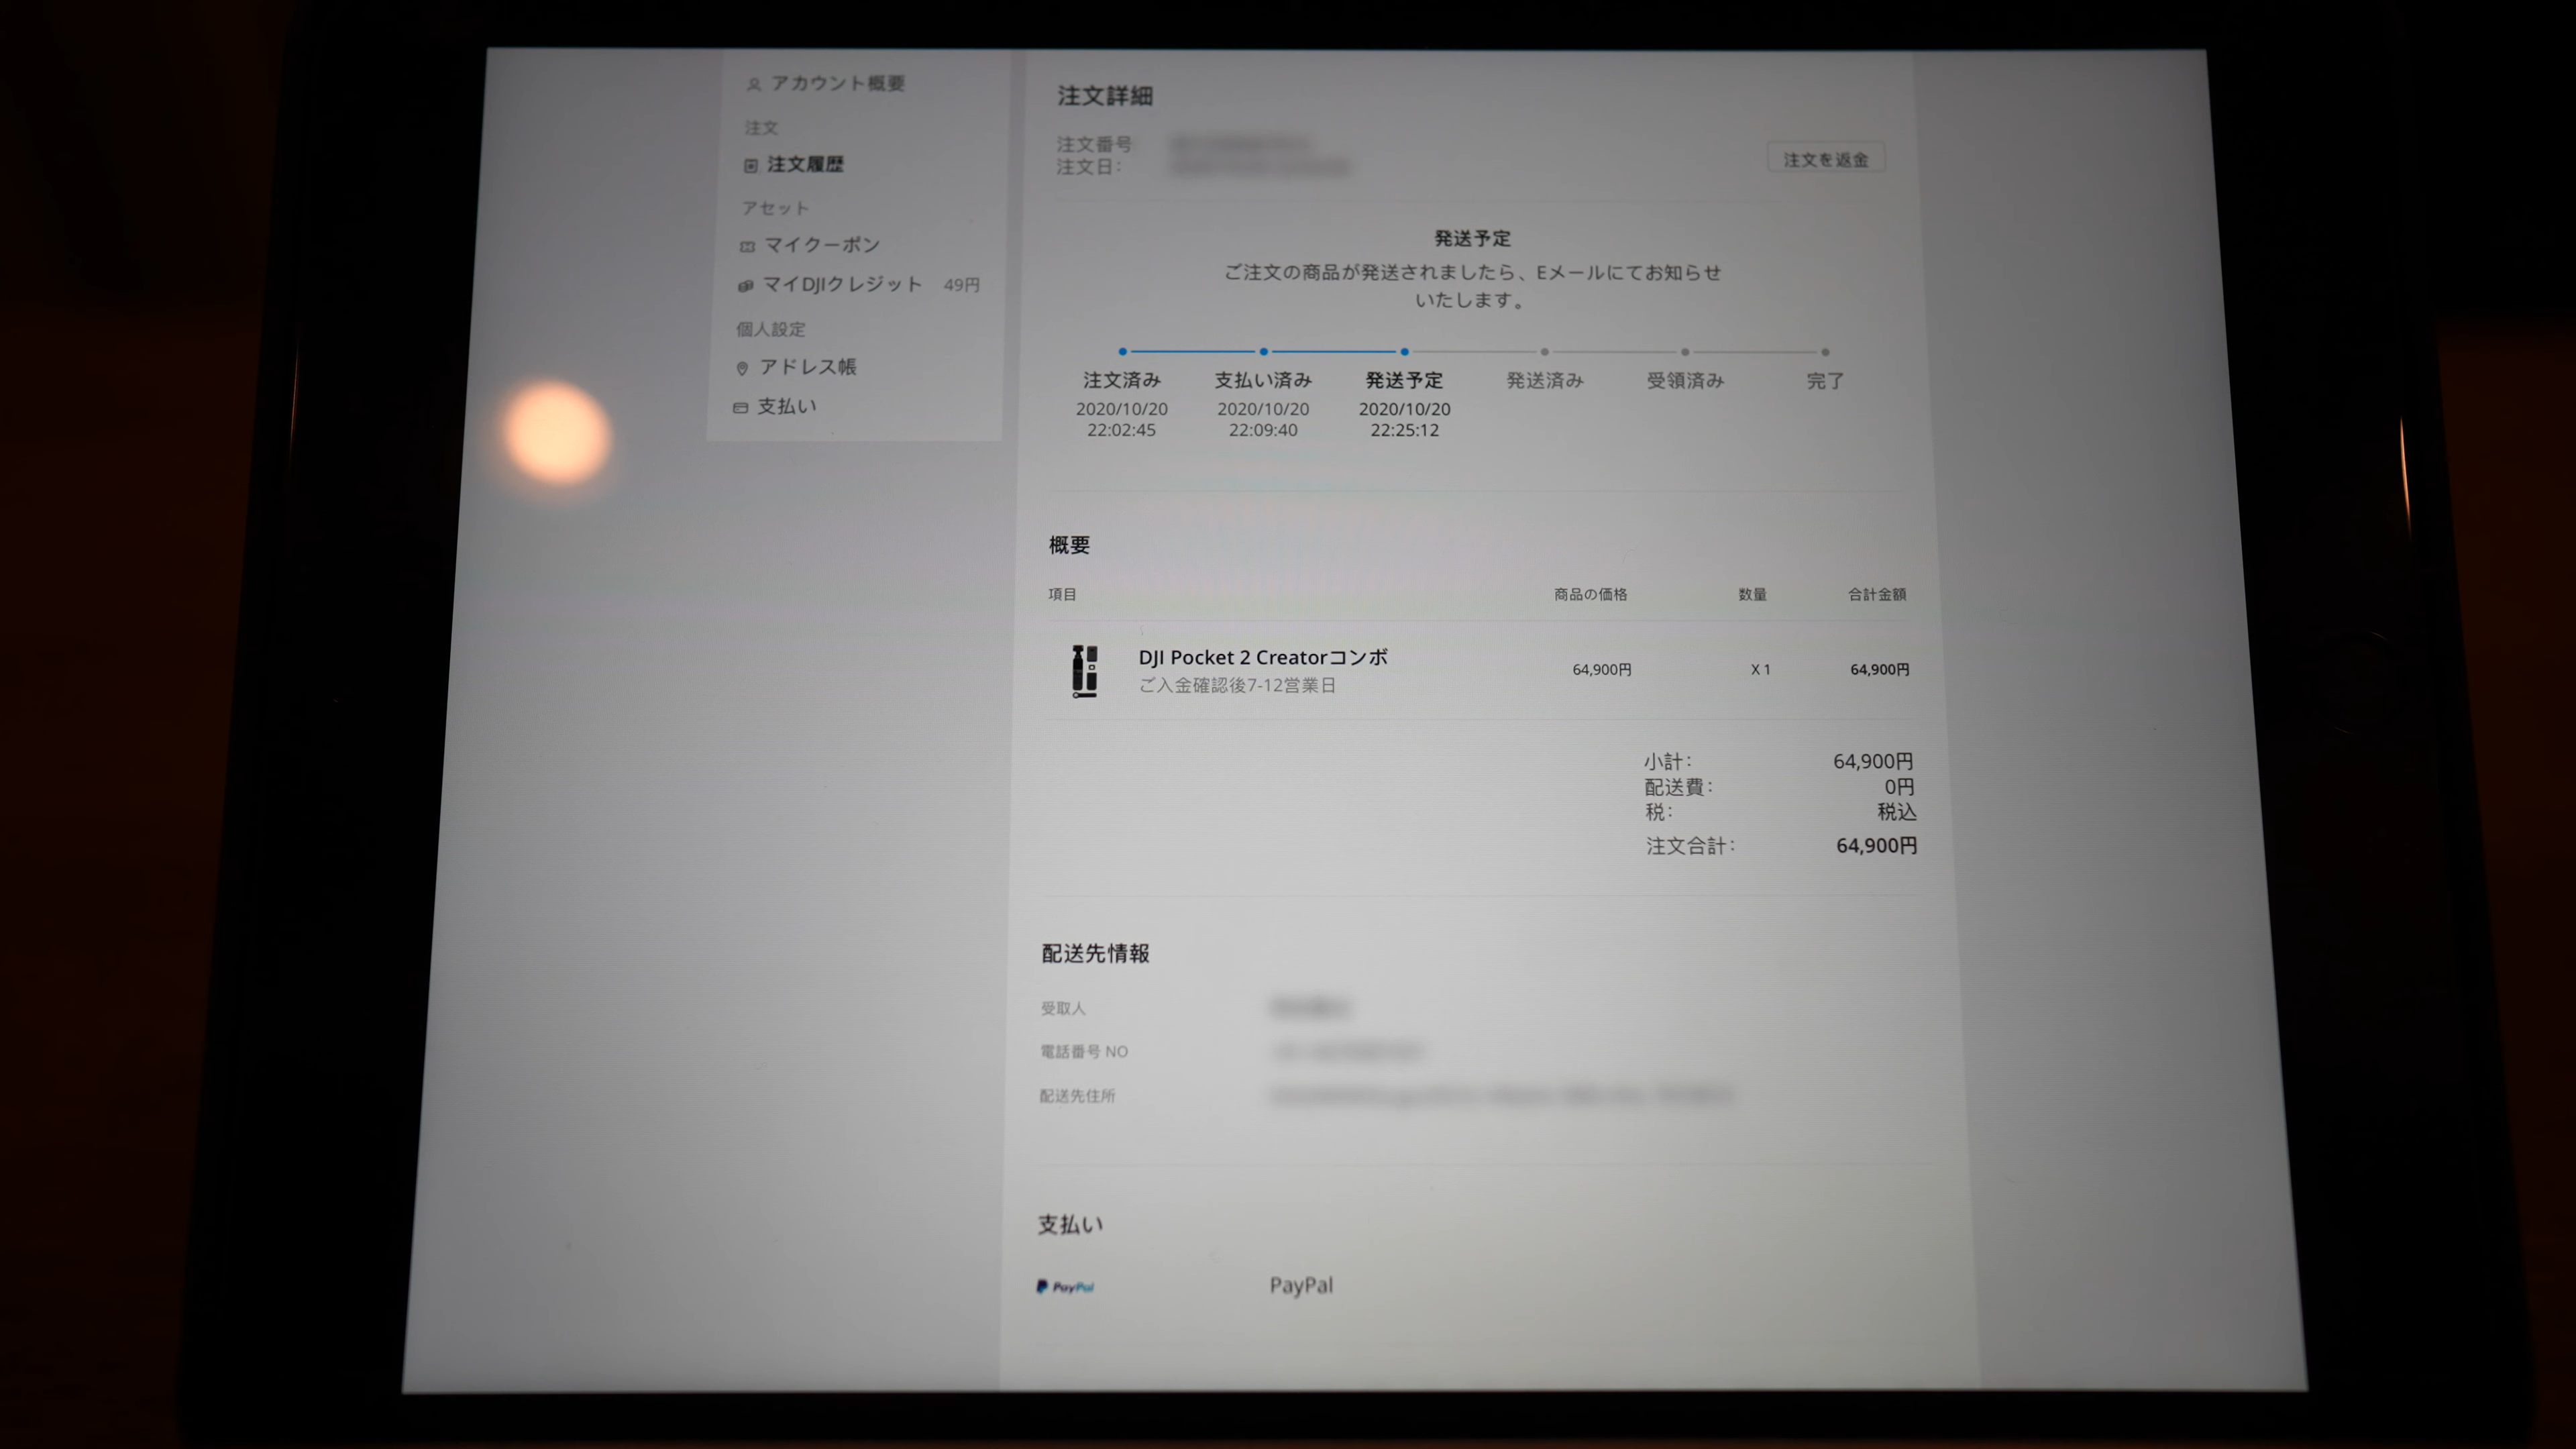 アカウント概要
注文
注文履歴
アセット
マイクーポン
マイDJIクレジット 49円
個人設定
アドレス帳
支払い
注文詳細
注文番号
注文日:
注文を返金
発送予定
ご注文の商品が発送されましたら、Eメールにてお知らせ
いたします。
注文済み 支払い済み 発送予定 発送済み 受領済み 完了
2020/10/20 2020/10/20 2020/10/20
22:02:45 22:09:40 22:25:12
概要
項目 商品の価格 数量 合計金額
DJI Pocket 2 Creatorコンボ
ご入金確認後7-12営業日
64,900円 X 1 64,900円
小計: 64,900円
配送費: 0円
税: 税込
注文合計: 64,900円
配送先情報
受取人
電話番号 NO
配送先住所
支払い
PayPal PayPal